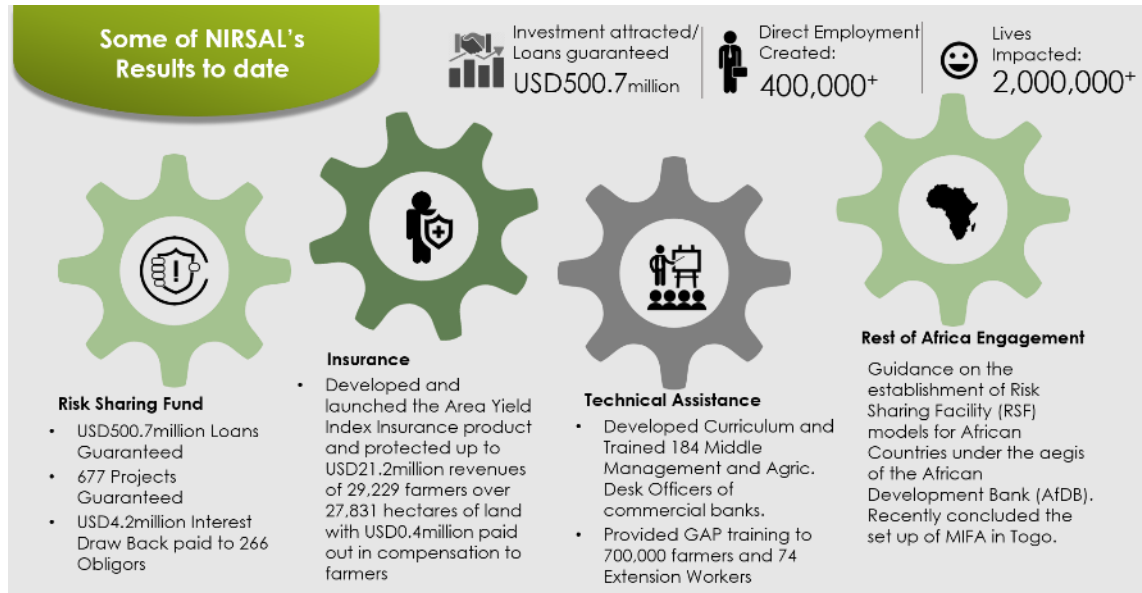 Some of NIRSAL's
Results to date
Investment attracted/
Loans guaranteed
USD500.7million
Direct Employment
Created:
400,000+
Lives
Impacted:
2,000,000+
Risk Sharing Fund
• USD500.7million Loans
Guaranteed
• 677 Projects
Guaranteed
• USD4.2million Interest
Draw Back paid to 266
Obligors
Insurance
• Developed and
launched the Area Yield
Index Insurance product
and protected up to
USD21.2million revenues
of 29,229 farmers over
27,831 hectares of land
with USD0.4million paid
out in compensation to
farmers
Technical Assistance
• Developed Curriculum and
Trained 184 Middle
Management and Agric.
Desk Officers of
commercial banks.
• Provided GAP training to
700,000 farmers and 74
Extension Workers
Rest of Africa Engagement
Guidance on the
establishment of Risk
Sharing Facility (RSF)
models for African
Countries under the aegis
of the African
Development Bank (AfDB).
Recently concluded the
set up of MIFA in Togo.